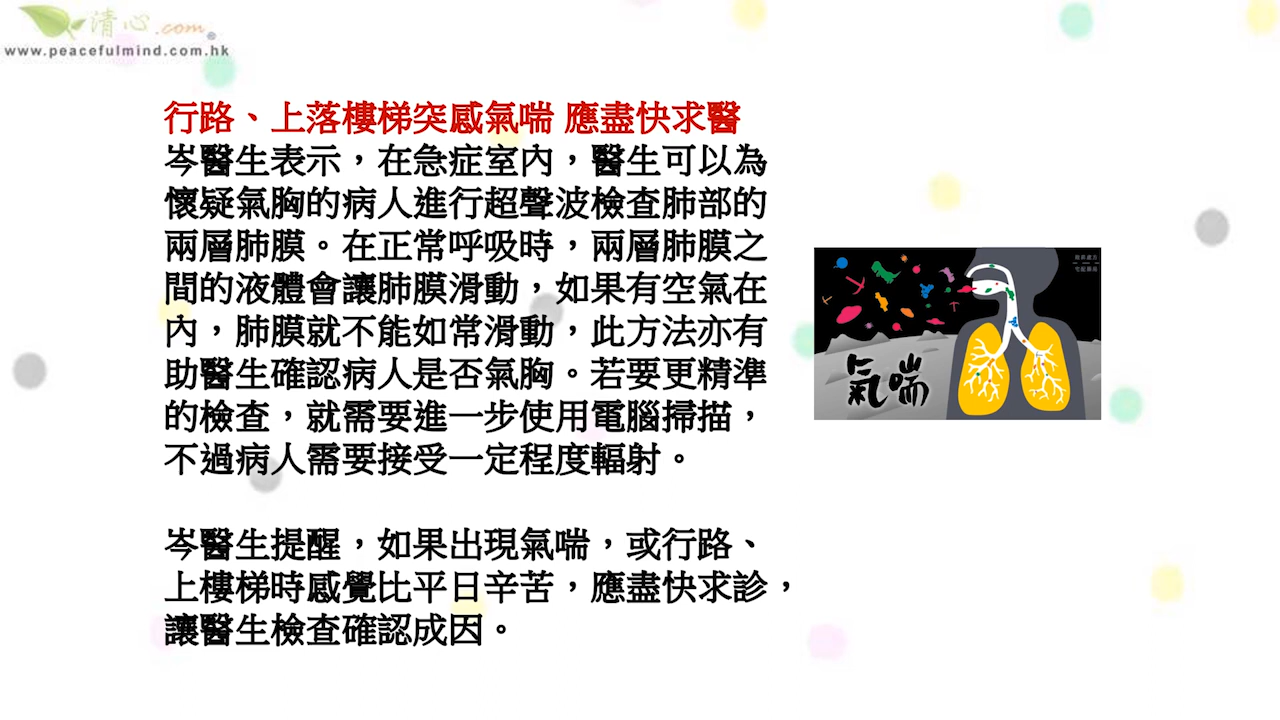 清心.com
www.peacefulmind.com.hk
行路、上落樓梯突感氣喘 應盡快求醫
岑醫生表示，在急症室內，醫生可以為
懷疑氣胸的病人進行超聲波檢查肺部的
兩層肺膜。在正常呼吸時，兩層肺膜之
間的液體會讓肺膜滑動，如果有空氣在
內，肺膜就不能如常滑動，此方法亦有
助醫生確認病人是否氣胸。若要更精準
的檢查，就需要進一步使用電腦掃描，
不過病人需要接受一定程度輻射。
岑醫生提醒，如果出現氣喘，或行路、
上樓梯時感覺比平日辛苦，應盡快求診，
讓醫生檢查確認成因。
氣喘